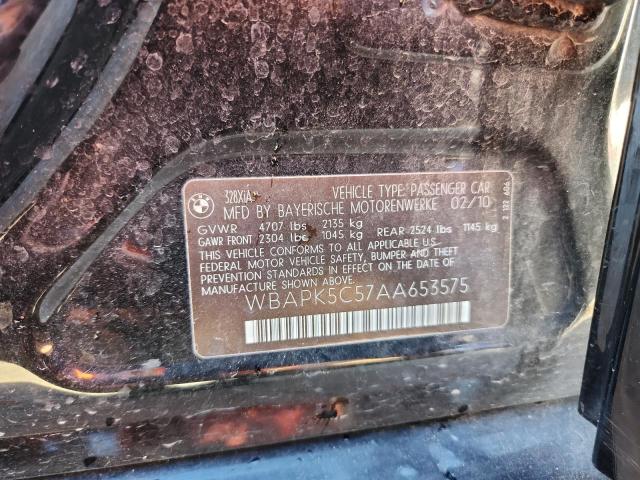 328XiA
VEHICLE TYPE: PASSENGER CAR
MFD BY BAYERISCHE MOTORENWERKE 02/10
GVWR 4707 lbs 2135 kg
GAWR FRONT 2304 lbs 1045 kg REAR 2524 lbs 1145 kg
THIS VEHICLE CONFORMS TO ALL APPLICABLE U.S.
FEDERAL MOTOR VEHICLE SAFETY, BUMPER AND THEFT
PREVENTION STANDARDS IN EFFECT ON THE DATE OF
MANUFACTURE SHOWN ABOVE.
WBAPK5C57AA653575